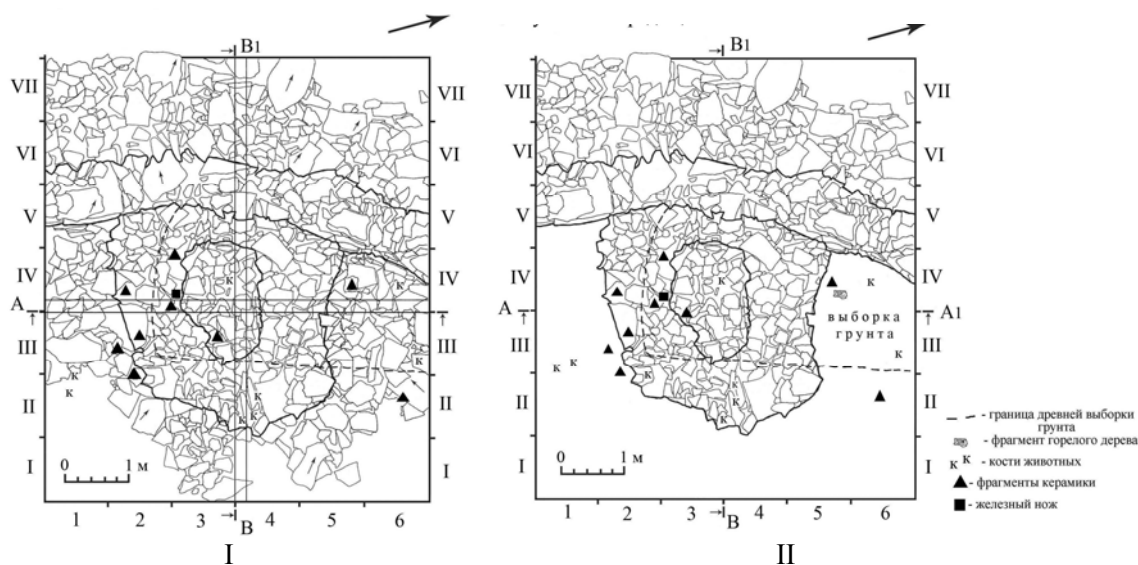 B1
VII
VI
V
IV
A
III
II
I
VII
VI
V
IV
III
II
I
к
к
к
к
к
к
к
к
0 1 м
1 2 3 4 5 6
B
I
B1
VII
VI
V
IV
III
II
I
VII
VI
V
IV
A1
III
II
I
к
к
к
к
выборка
грунта
к
к
к
к
к
к
0 1 м
1 2 3 4 5 6
B
II
- граница древней выборки
грунта
- фрагмент горелого дерева
к к - кости животных
- фрагменты керамики
- железный нож